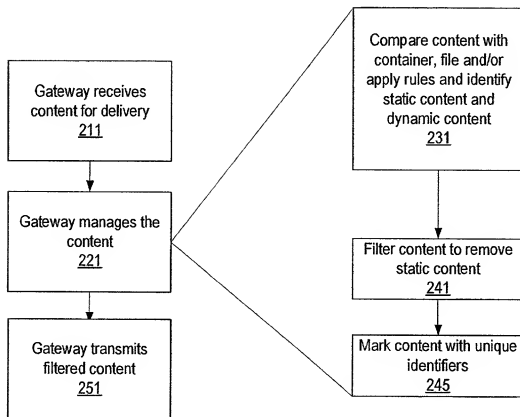 Gateway receives
content for delivery
211
Gateway manages the
content
221
Gateway transmits
filtered content
251
Compare content with
container, file and/or
apply rules and identify
static content and
dynamic content
231
Filter content to remove
static content
241
Mark content with unique
identifiers
245